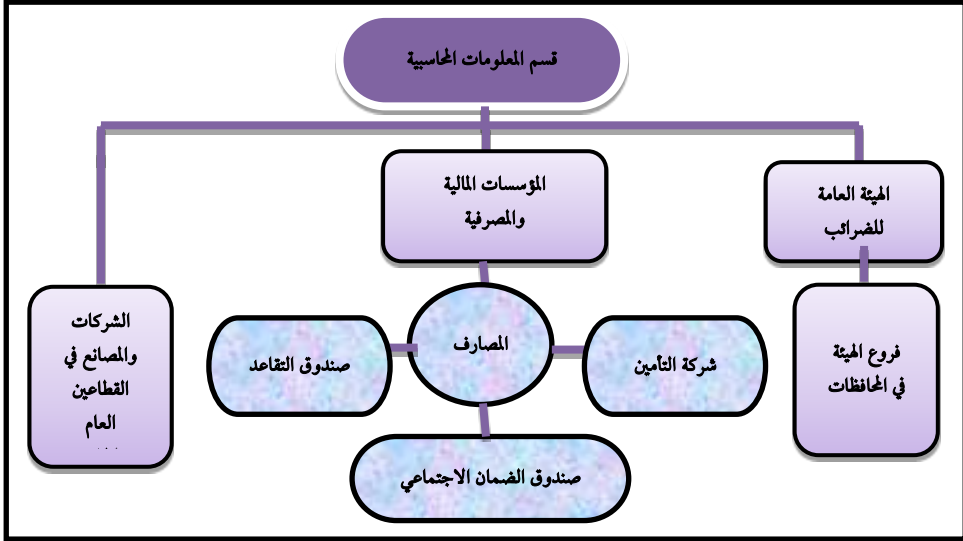 قسم المعلومات المحاسبية
الهيئة العامة
للضرائب
المؤسسات المالية
والمصرفية
الشركات
والمصانع في
القطاعين
العام
فروع الهيئة
في المحافظات
شركة التأمين
المصارف
صندوق التقاعد
صندوق الضمان الاجتماعي